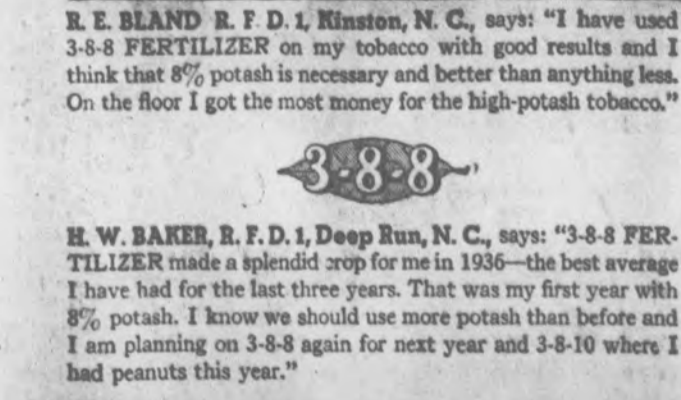 R. E. BLAND R. F. D. 1, Kinston, N. C., says: "I have used
3-8-8 FERTILIZER on my tobacco with good results and I
think that 8% potash is necessary and better than anything less.
On the floor I got the most money for the high-potash tobacco."
3-8-8
H. W. BAKER, R. F. D. 1, Deep Run, N. C., says: "3-8-8 FER-
TILIZER made a splendid crop for me in 1936—the best average
I have had for the last three years. That was my first year with
8% potash. I know we should use more potash than before and
I am planning on 3-8-8 again for next year and 3-8-10 where I
had peanuts this year."